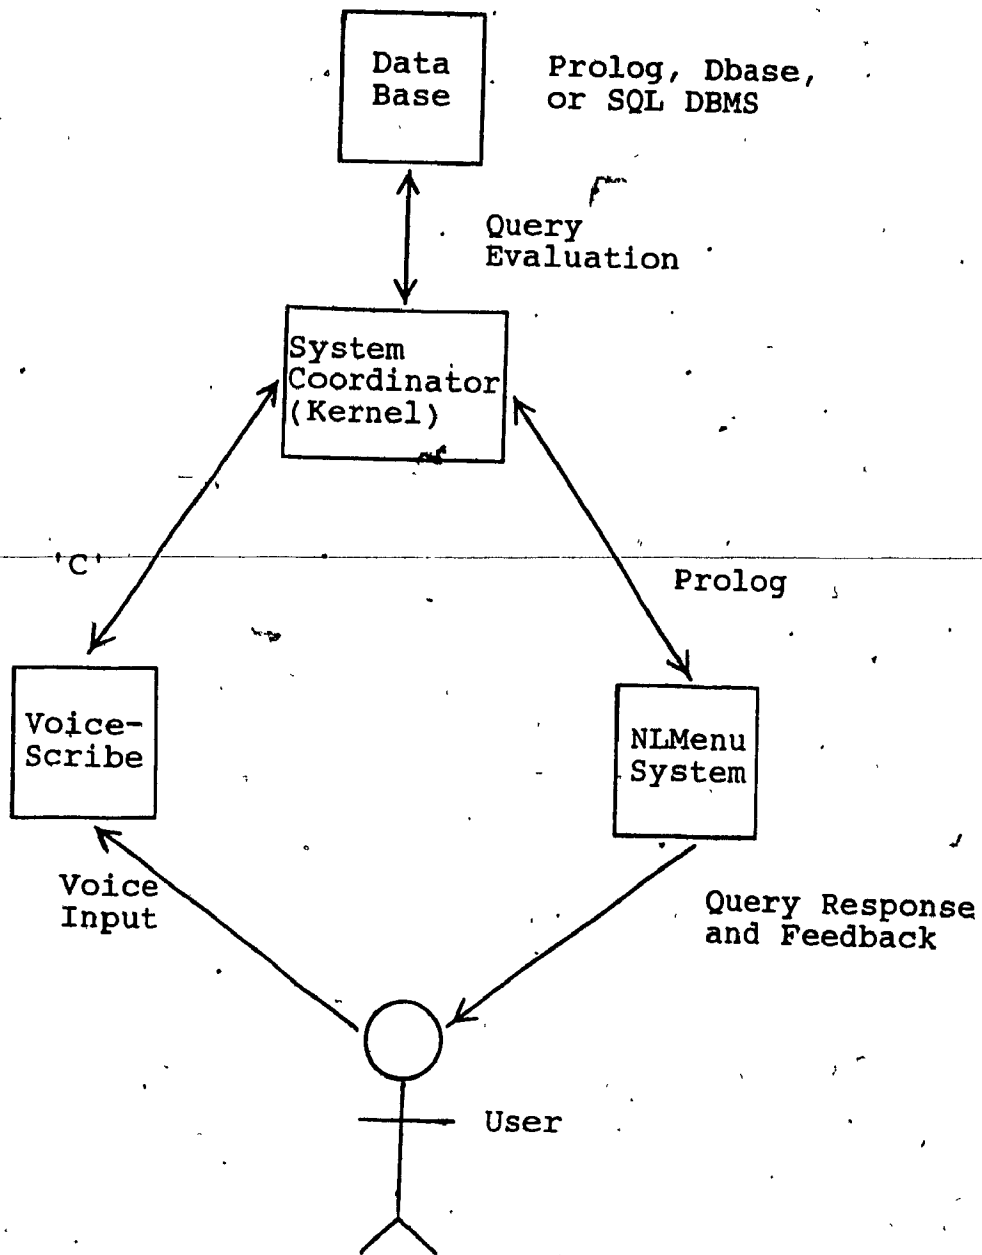 Data
Base
Prolog, Dbase,
or SQL DBMS
Query
Evaluation
System
Coordinator
(Kernel)
'C'
Prolog
Voice-
Scribe
NLMenu
System
Voice
Input
Query Response
and Feedback
User